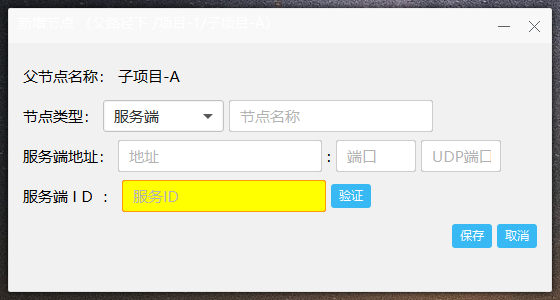 新增节点 （父路径下 /项目-1/子项目-A）
父节点名称： 子项目-A
节点类型： 服务端 节点名称
服务端地址： 地址 : 端口 UDP端口
服务端 I D ： 服务ID 验证
保存 取消